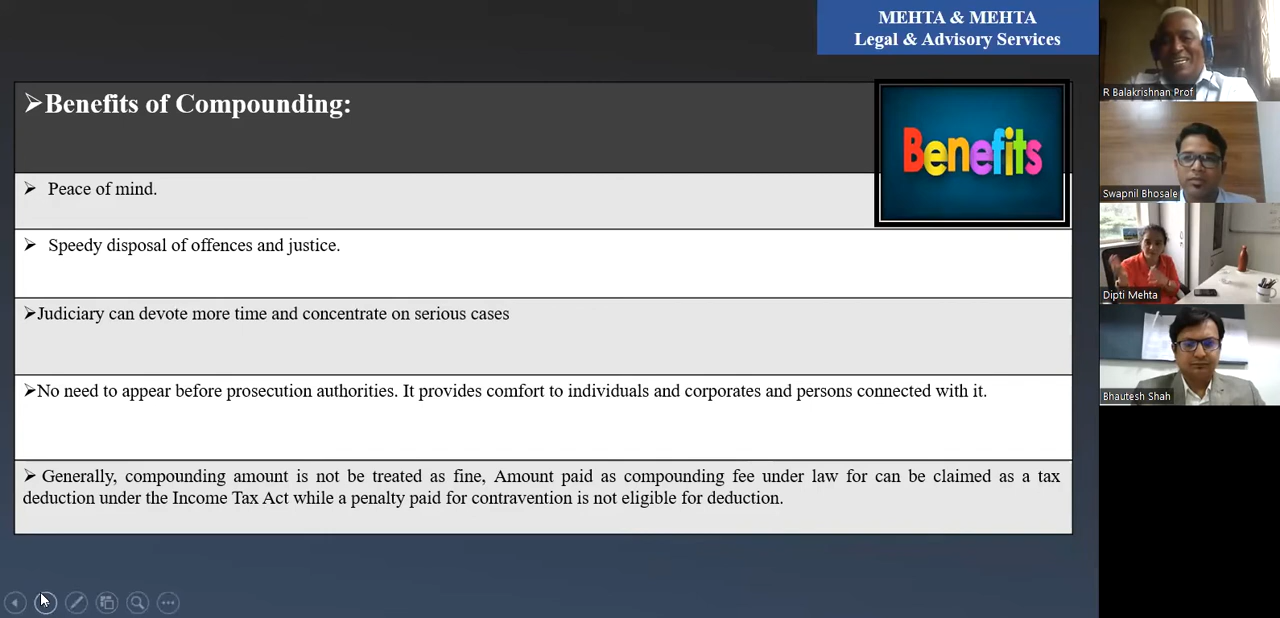 MEHTA & MEHTA
Legal & Advisory Services
➢Benefits of Compounding:
Benefits
➢ Peace of mind.
➢ Speedy disposal of offences and justice.
➢Judiciary can devote more time and concentrate on serious cases
➢No need to appear before prosecution authorities. It provides comfort to individuals and corporates and persons connected with it.
➢ Generally, compounding amount is not be treated as fine, Amount paid as compounding fee under law for can be claimed as a tax
deduction under the Income Tax Act while a penalty paid for contravention is not eligible for deduction.
R Balakrishnan Prof
Swapnil Bhosale
Dipti Mehta
Bhautesh Shah